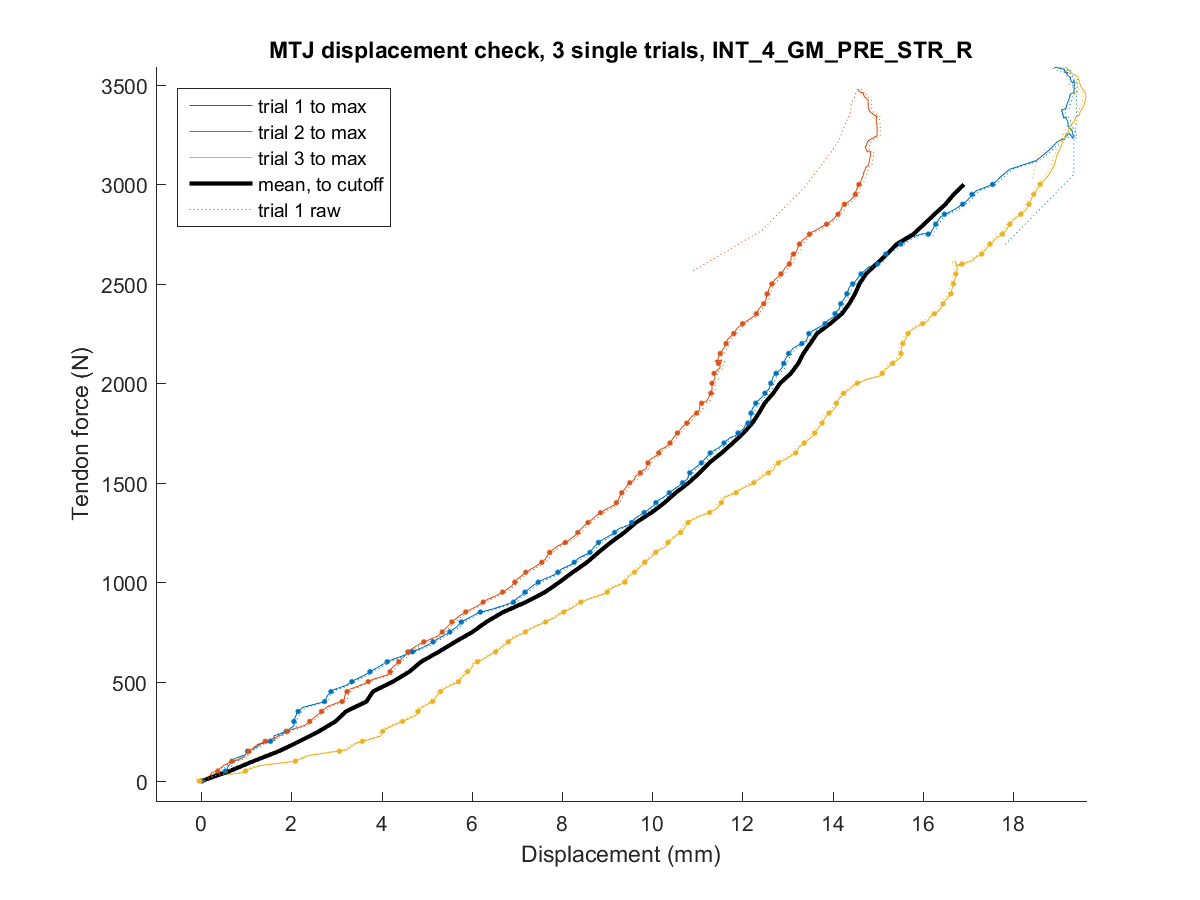 MTJ displacement check, 3 single trials, INT_4_GM_PRE_STR_R
trial 1 to max
trial 2 to max
trial 3 to max
mean, to cutoff
trial 1 raw
3500
3000
2500
2000
1500
1000
500
0
Tendon force (N)
0 2 4 6 8 10 12 14 16 18
Displacement (mm)